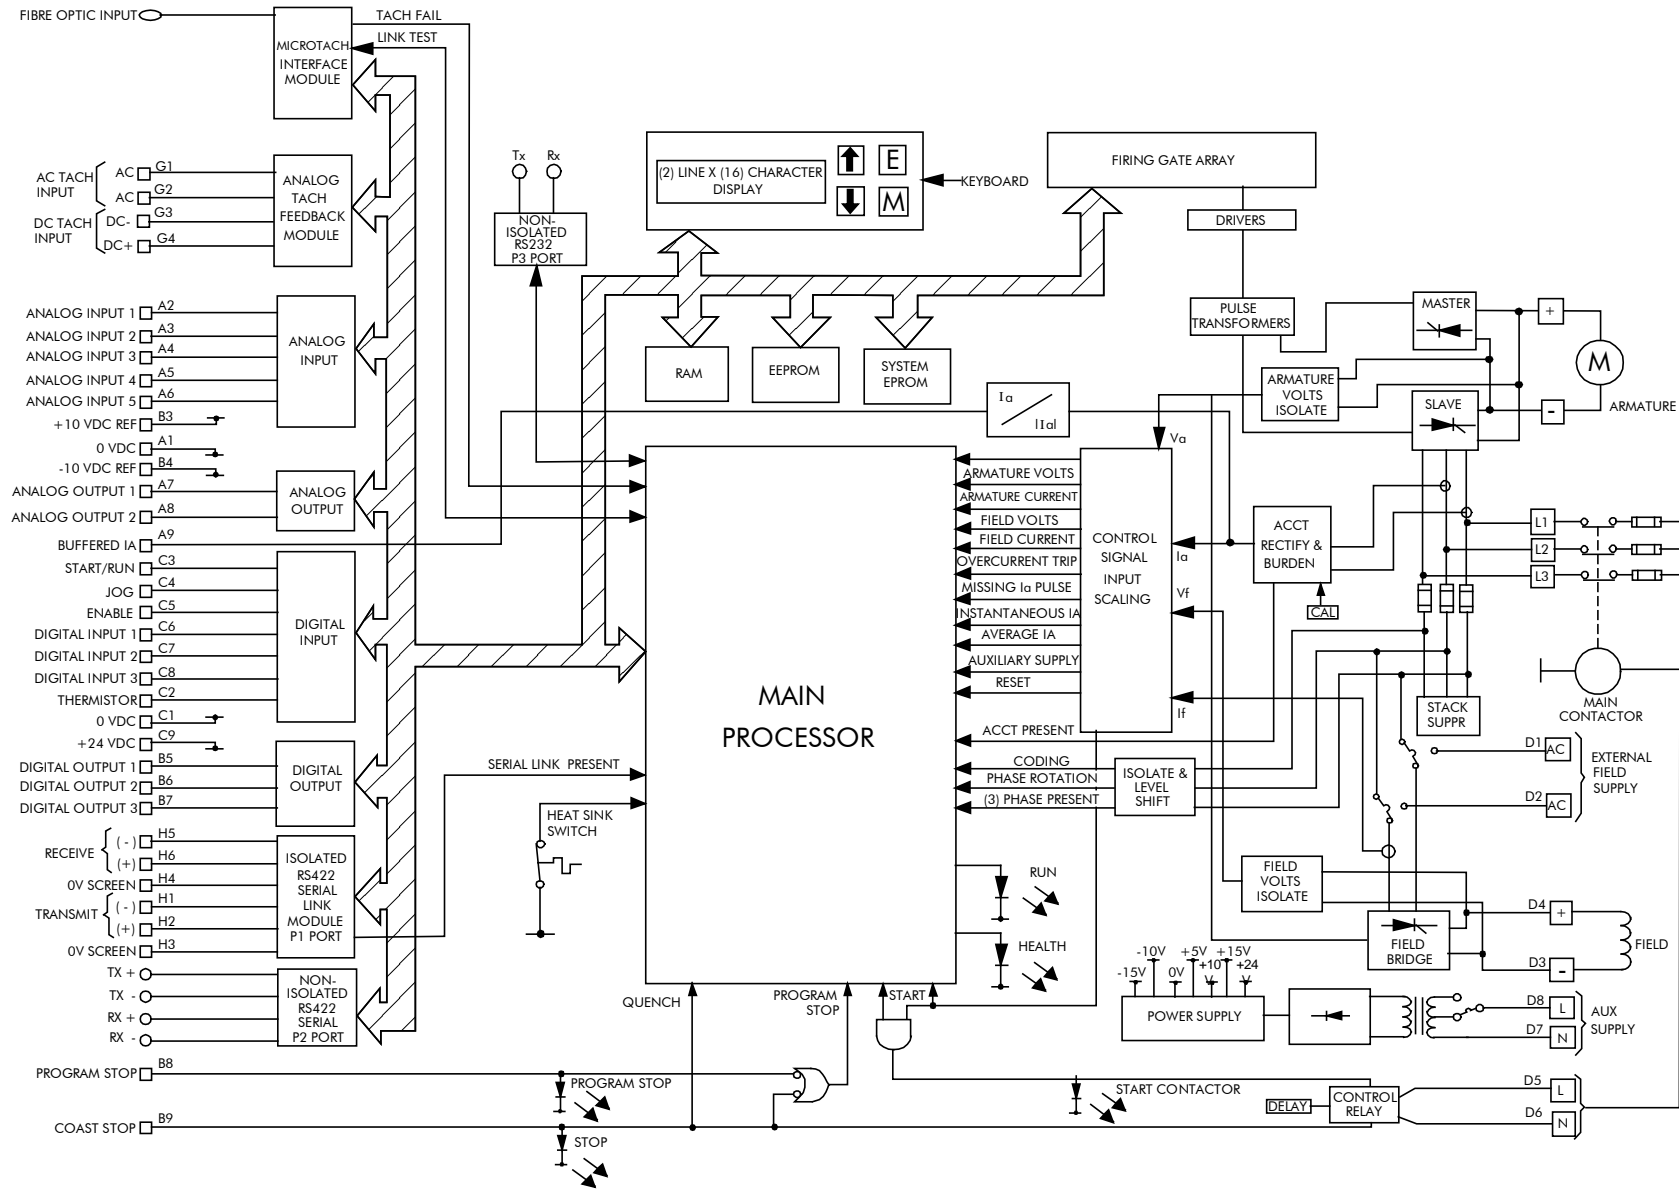 FIBRE OPTIC INPUT
MICROTACH
INTERFACE
MODULE
TACH FAIL
LINK TEST
AC TACH
INPUT
AC G1
AC G2
DC TACH
INPUT
DC- G3
DC+ G4
ANALOG
TACH
FEEDBACK
MODULE
ANALOG INPUT 1 A2
ANALOG INPUT 2 A3
ANALOG INPUT 3 A4
ANALOG INPUT 4 A5
ANALOG INPUT 5 A6
+10 VDC REF B3
0 VDC A1
-10 VDC REF B4
ANALOG OUTPUT 1 A7
ANALOG OUTPUT 2 A8
BUFFERED IA A9
ANALOG
INPUT
ANALOG
OUTPUT
START/RUN C3
JOG C4
ENABLE C5
DIGITAL INPUT 1 C6
DIGITAL INPUT 2 C7
DIGITAL INPUT 3 C8
THERMISTOR C2
0 VDC C1
+24 VDC C9
DIGITAL OUTPUT 1 B5
DIGITAL OUTPUT 2 B6
DIGITAL OUTPUT 3 B7
DIGITAL
INPUT
DIGITAL
OUTPUT
RECEIVE
(-) H5
(+) H6
0V SCREEN H4
TRANSMIT
(-) H1
(+) H2
0V SCREEN H3
ISOLATED
RS422
SERIAL
LINK
MODULE
P1 PORT
TX +
TX -
RX +
RX -
NON-
ISOLATED
RS422
SERIAL
P2 PORT
PROGRAM STOP B8
COAST STOP B9
Tx Rx
NON-
ISOLATED
RS232
P3 PORT
(2) LINE X (16) CHARACTER
DISPLAY
E
M
KEYBOARD
FIRING GATE ARRAY
DRIVERS
PULSE
TRANSFORMERS
RAM
EEPROM
SYSTEM
EPROM
Ia
|Ia|
MAIN
PROCESSOR
SERIAL LINK PRESENT
HEAT SINK
SWITCH
QUENCH
PROGRAM
STOP
START
PROGRAM STOP
STOP
START CONTACTOR
RUN
HEALTH
ARMATURE VOLTS
ARMATURE CURRENT
FIELD VOLTS
FIELD CURRENT
OVERCURRENT TRIP
MISSING Ia PULSE
INSTANTANEOUS IA
AVERAGE IA
AUXILIARY SUPPLY
RESET
ACCT PRESENT
CODING
PHASE ROTATION
(3) PHASE PRESENT
CONTROL
SIGNAL
INPUT
SCALING
Va
Ia
Vf
If
ISOLATE &
LEVEL
SHIFT
ACCT
RECTIFY &
BURDEN
CAL
ARMATURE
VOLTS
ISOLATE
MASTER
SLAVE
+
-
M
ARMATURE
L1
L2
L3
MAIN
CONTACTOR
STACK
SUPPR
D1 AC
D2 AC
EXTERNAL
FIELD
SUPPLY
FIELD
VOLTS
ISOLATE
FIELD
BRIDGE
D4 +
D3 -
FIELD
-15V
-10V
0V
+5V
+10
V
+15V
+24
V
POWER SUPPLY
D8 L
D7 N
AUX
SUPPLY
DELAY
CONTROL
RELAY
D5 L
D6 N